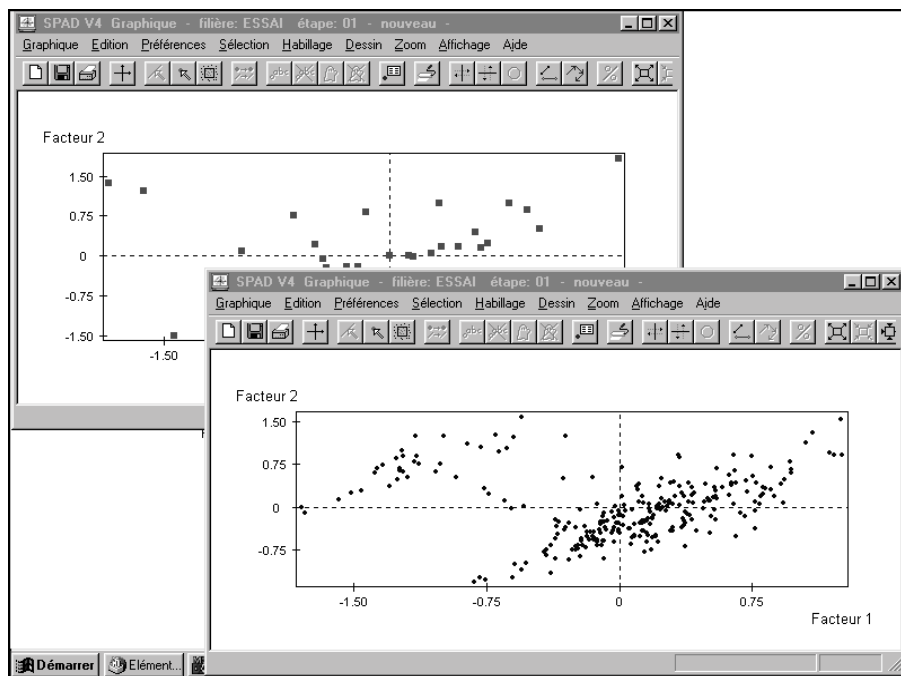 SPAD V4 Graphique - filière: ESSAI étape: 01 - nouveau -
Graphique Edition Préférences Sélection Habillage Dessin Zoom Affichage Aide
abc
%
Facteur 2
1.50
0.75
0
-0.75
-1.50
-1.50
SPAD V4 Graphique - filière: ESSAI étape: 01 - nouveau -
Graphique Edition Préférences Sélection Habillage Dessin Zoom Affichage Aide
abc
%
Facteur 2
1.50
0.75
0
-0.75
-1.50
-0.75
0
0.75
Facteur 1
Démarrer
Elément...